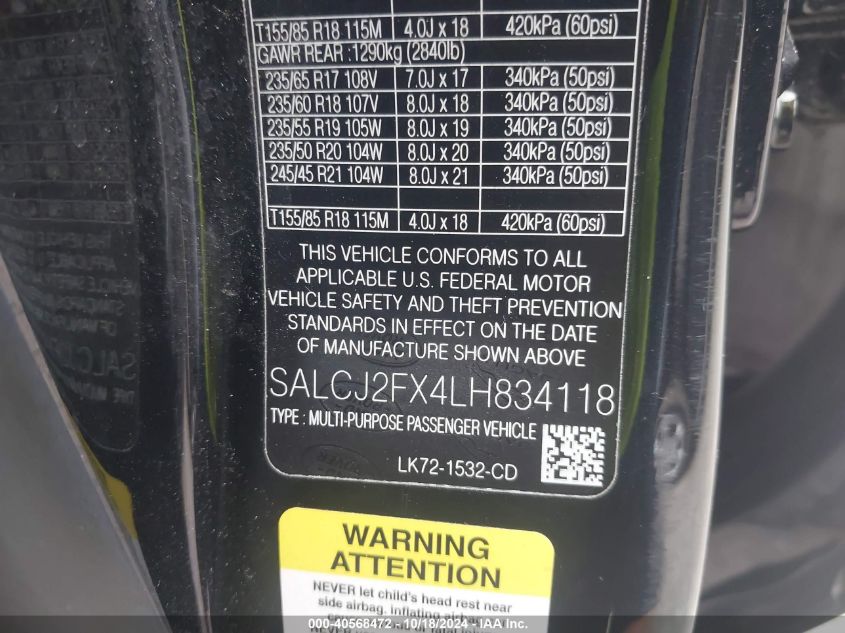 T155/85 R18 115M 4.0J x 18 420kPa (60psi)
GAWR REAR :1290kg (2840lb)
235/65 R17 108V 7.0J x 17 340kPa (50psi)
235/60 R18 107V 8.0J x 18 340kPa (50psi)
235/55 R19 105W 8.0J x 19 340kPa (50psi)
235/50 R20 104W 8.0J x 20 340kPa (50psi)
245/45 R21 104W 8.0J x 21 340kPa (50psi)
T155/85 R18 115M 4.0J x 18 420kPa (60psi)
THIS VEHICLE CONFORMS TO ALL
APPLICABLE U.S. FEDERAL MOTOR
VEHICLE SAFETY AND THEFT PREVENTION
STANDARDS IN EFFECT ON THE DATE
OF MANUFACTURE SHOWN ABOVE
SALCJ2FX4LH834118
TYPE : MULTI-PURPOSE PASSENGER VEHICLE
LK72-1532-CD
WARNING
ATTENTION
NEVER let child's head rest near
side airbag. Inflating airbag
000-40568472 - 10/18/2024 - IAA Inc.